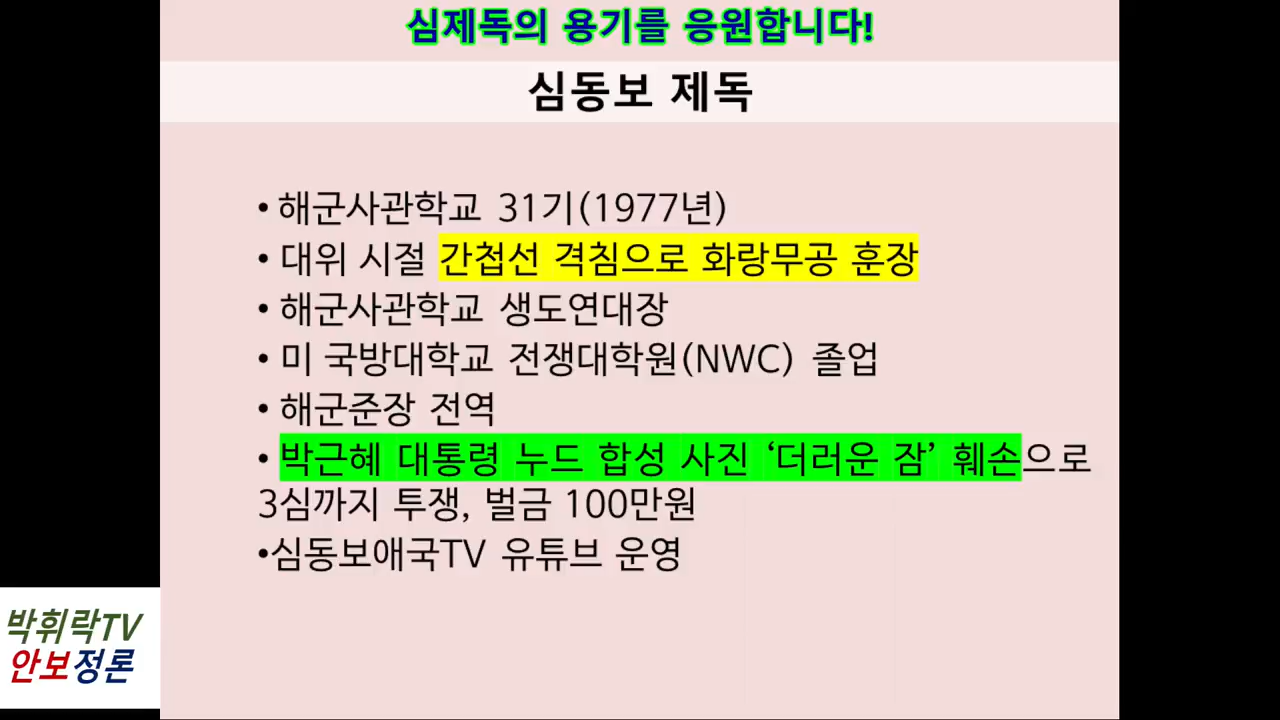 심제독의 용기를 응원합니다!
심동보 제독
• 해군사관학교 31기(1977년)
• 대위 시절 간첩선 격침으로 화랑무공 훈장
• 해군사관학교 생도연대장
• 미 국방대학교 전쟁대학원(NWC) 졸업
• 해군준장 전역
• 박근혜 대통령 누드 합성 사진 ‘더러운 잠’ 훼손으로
3심까지 투쟁, 벌금 100만원
•심동보애국TV 유튜브 운영
박휘락TV
안보정론